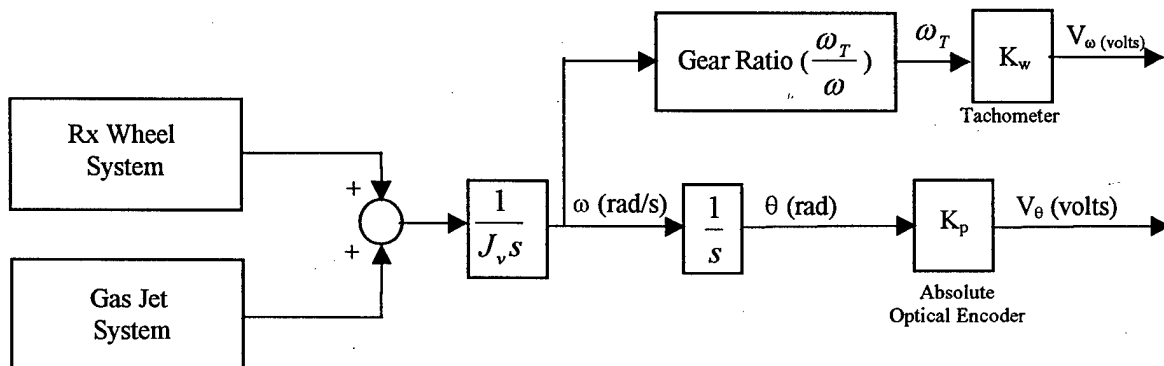 Rx Wheel
System
Gas Jet
System
+
+
1
J_v s
ω (rad/s)
Gear Ratio (ω_T/ω)
ω_T
K_w
V_ω (volts)
Tachometer
1
s
θ (rad)
K_p
V_θ (volts)
Absolute
Optical Encoder